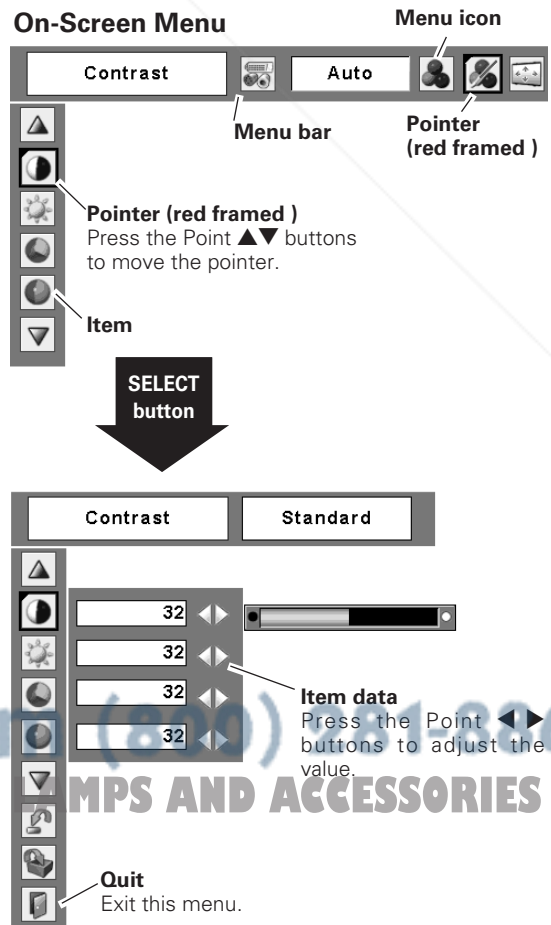 On-Screen Menu
Menu icon
Contrast
Auto
Menu bar
Pointer
(red framed )
Pointer (red framed )
Press the Point ▲▼ buttons
to move the pointer.
Item
SELECT
button
Contrast
Standard
32
32
32
32
Item data
Press the Point ◀ ▶
buttons to adjust the
value.
(800) 281-88
LAMPS AND ACCESSORIES
Quit
Exit this menu.